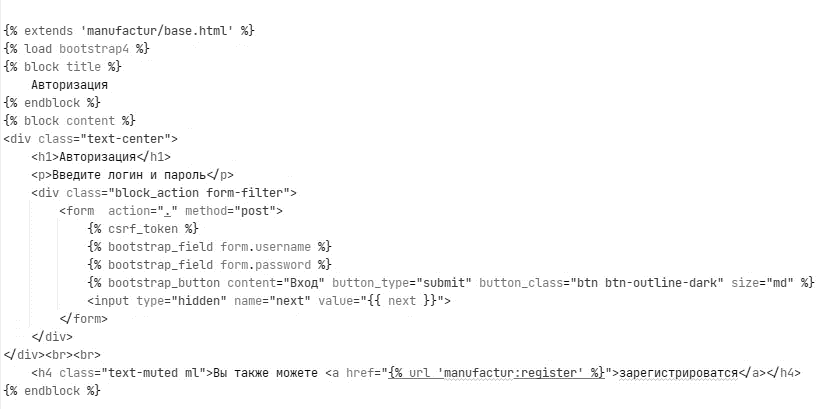 {% extends 'manufactur/base.html' %}
{% load bootstrap4 %}
{% block title %}
    Авторизация
{% endblock %}
{% block content %}
<div class="text-center">
    <h1>Авторизация</h1>
    <p>Введите логин и пароль</p>
    <div class="block_action form-filter">
        <form  action="." method="post">
            {% csrf_token %}
            {% bootstrap_field form.username %}
            {% bootstrap_field form.password %}
            {% bootstrap_button content="Вход" button_type="submit" button_class="btn btn-outline-dark" size="md" %}
            <input type="hidden" name="next" value="{{ next }}">
        </form>
    </div>
</div><br><br>
    <h4 class="text-muted ml">Вы также можете <a href="{% url 'manufactur:register' %}">зарегистрироватся</a></h4>
{% endblock %}